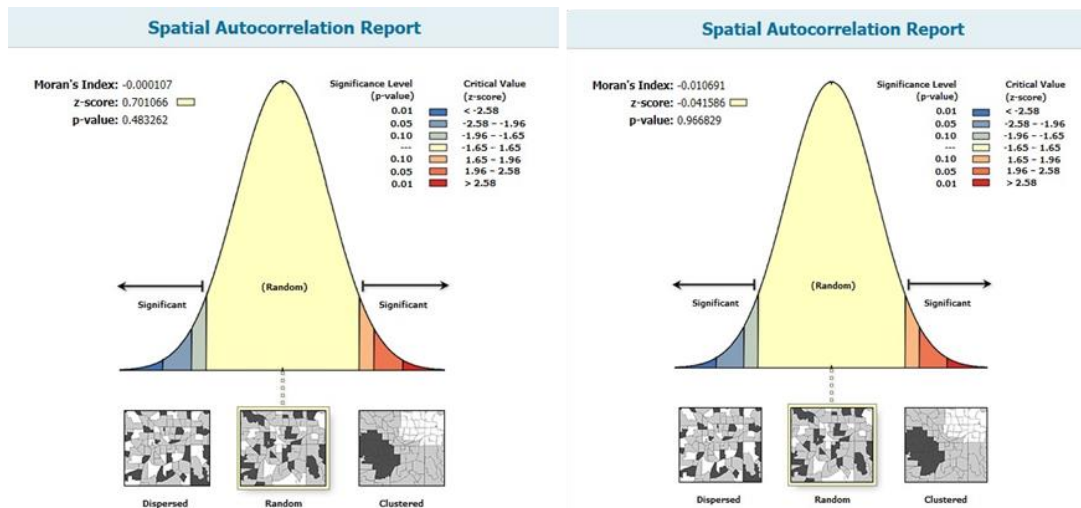 Spatial Autocorrelation Report
Moran's Index: -0.000107
z-score: 0.701066
p-value: 0.483262
Significance Level Critical Value
(p-value) (z-score)
0.01 < -2.58
0.05 -2.58 – -1.96
0.10 -1.96 – -1.65
--- -1.65 – 1.65
0.10 1.65 – 1.96
0.05 1.96 – 2.58
0.01 > 2.58
(Random)
Significant Significant
Dispersed Random Clustered
Spatial Autocorrelation Report
Moran's Index: -0.010691
z-score: -0.041586
p-value: 0.966829
Significance Level Critical Value
(p-value) (z-score)
0.01 < -2.58
0.05 -2.58 – -1.96
0.10 -1.96 – -1.65
--- -1.65 – 1.65
0.10 1.65 – 1.96
0.05 1.96 – 2.58
0.01 > 2.58
(Random)
Significant Significant
Dispersed Random Clustered